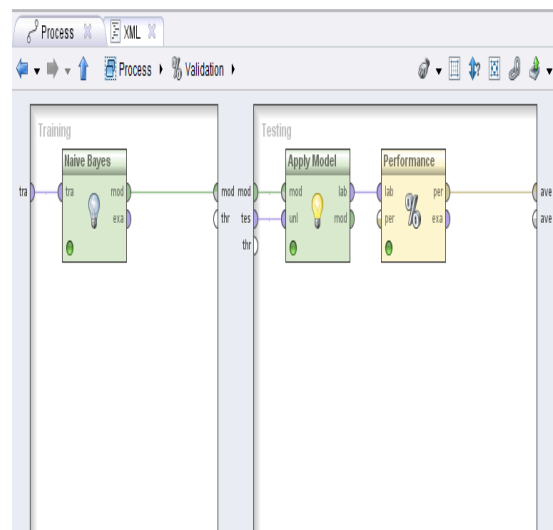 Process XML
Process Validation
Training
Testing
Naive Bayes
Apply Model
Performance
tra tra mod mod mod mod lab lab per ave
exa thr tes unl mod per exa ave
thr
%